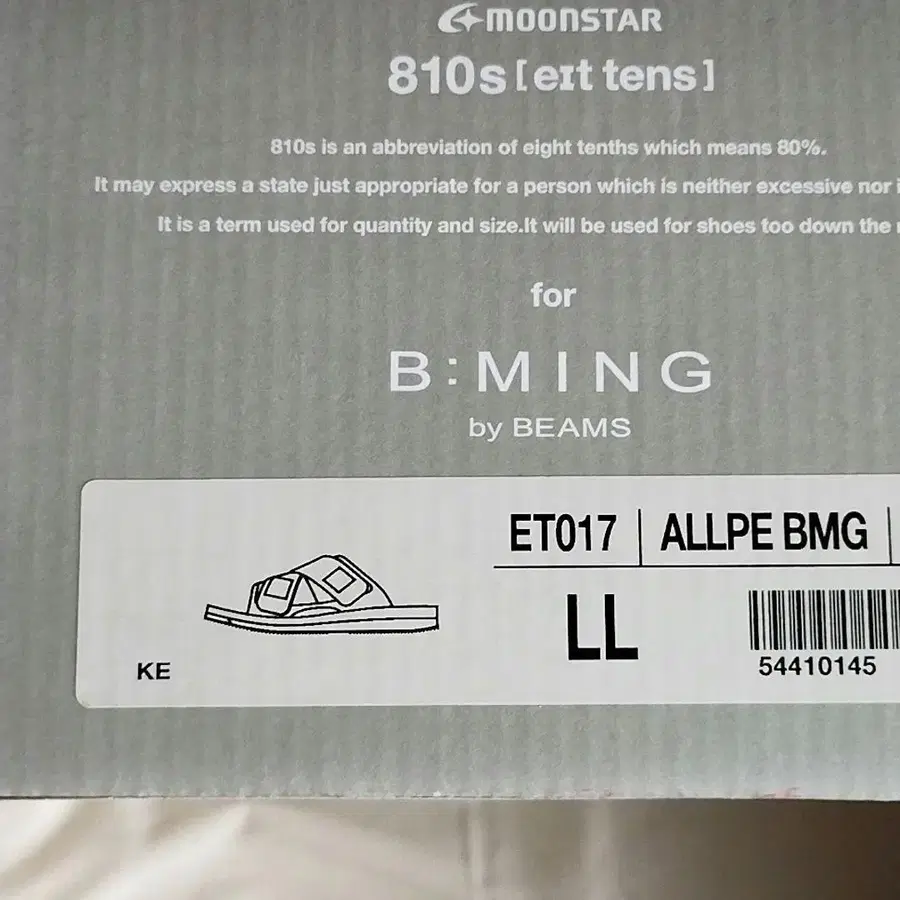 MOONSTAR
810s [eɪt tens]
810s is an abbreviation of eight tenths which means 80%.
It may express a state just appropriate for a person which is neither excessive nor
It is a term used for quantity and size.It will be used for shoes too down the
for
B:MING
by BEAMS
ET017 ALLPE BMG
LL
54410145
KE